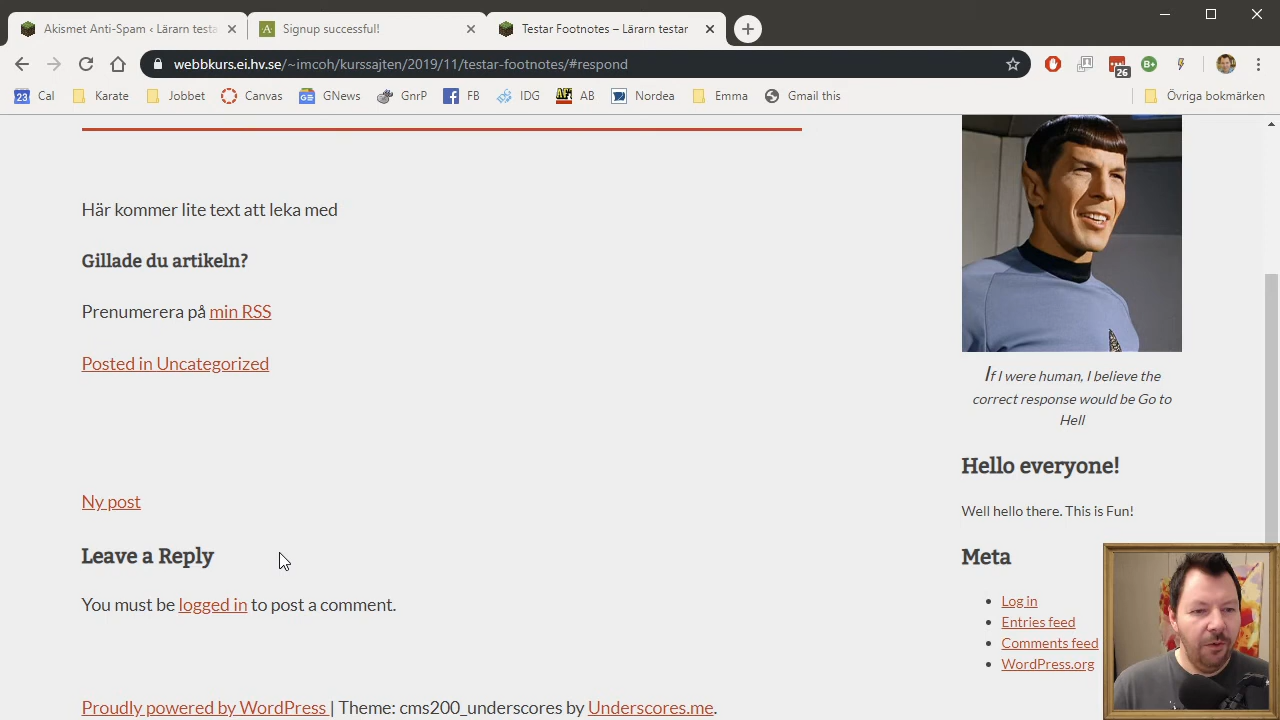 Akismet Anti-Spam ‹ Lärarn testa
Signup successful!
Testar Footnotes – Lärarn testar
webbkurs.ei.hv.se/~imcoh/kurssajten/2019/11/testar-footnotes/#respond
26
23 Cal
Karate
Jobbet
Canvas
GNews
GnrP
FB
IDG
AB
Nordea
Emma
Gmail this
Övriga bokmärken
Här kommer lite text att leka med
Gillade du artikeln?
Prenumerera på min RSS
Posted in Uncategorized
Ny post
Leave a Reply
You must be logged in to post a comment.
Proudly powered by WordPress | Theme: cms200_underscores by Underscores.me.
If I were human, I believe the
correct response would be Go to
Hell
Hello everyone!
Well hello there. This is Fun!
Meta
Log in
Entries feed
Comments feed
WordPress.org